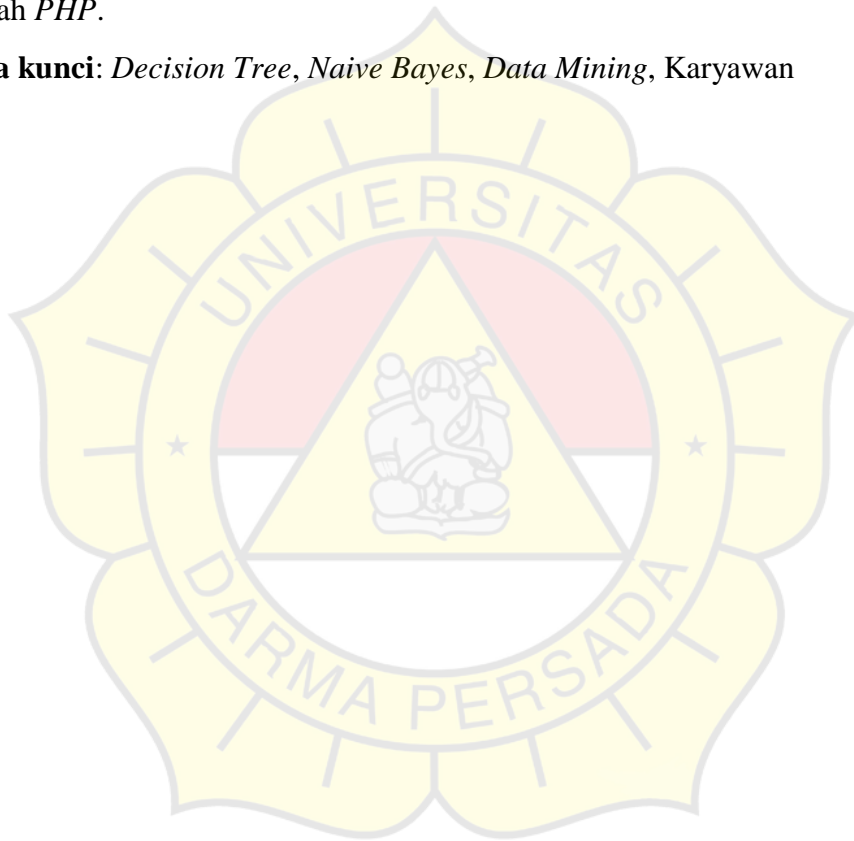 ah PHP.
a kunci: Decision Tree, Naive Bayes, Data Mining, Karyawan
UNIVERSITAS
DARMA PERSADA